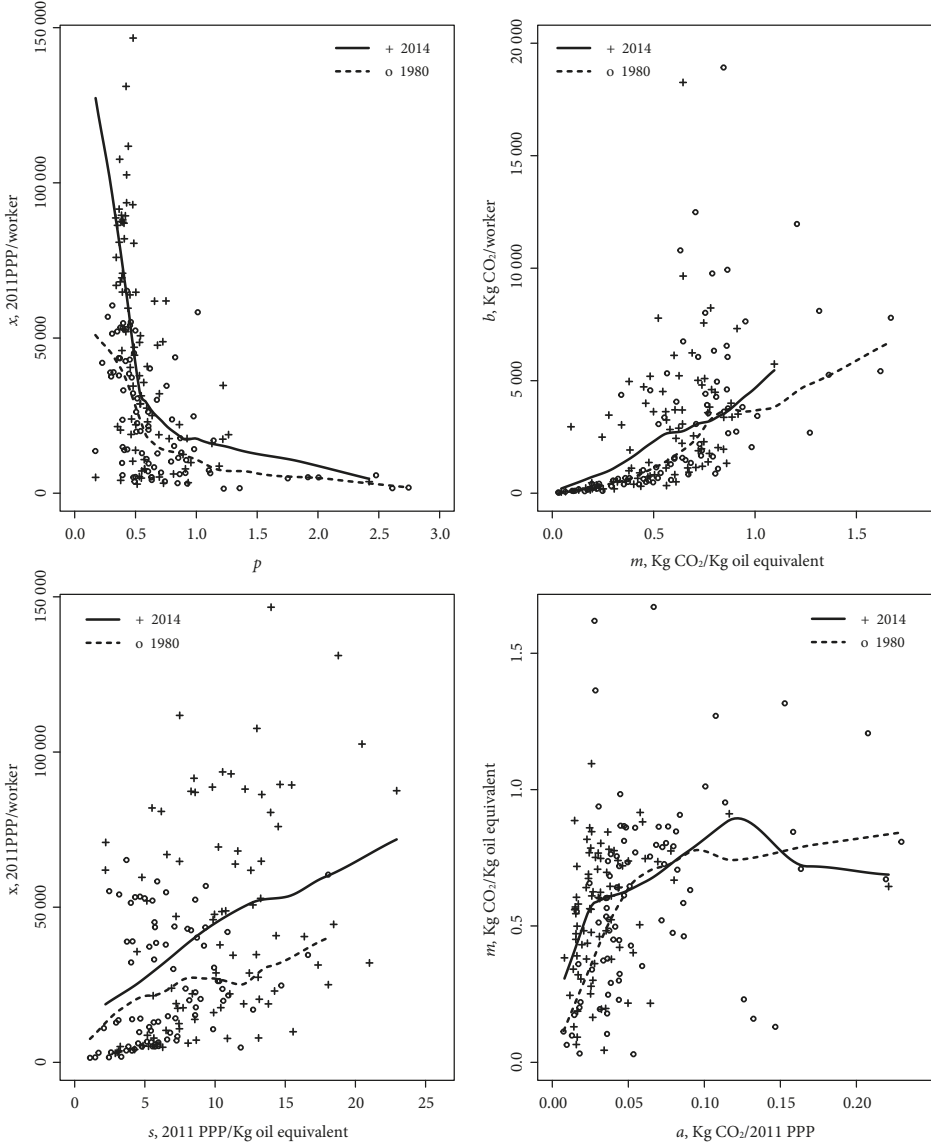 150 000
100 000
50 000
0
x, 2011PPP/worker
+ 2014
o 1980
0.0 0.5 1.0 1.5 2.0 2.5 3.0
p
20 000
15 000
10 000
5 000
0
b, Kg CO₂/worker
+ 2014
o 1980
0.0 0.5 1.0 1.5
m, Kg CO₂/Kg oil equivalent
150 000
100 000
50 000
0
x, 2011PPP/worker
+ 2014
o 1980
0 5 10 15 20 25
s, 2011 PPP/Kg oil equivalent
1.5
1.0
0.5
0.0
m, Kg CO₂/Kg oil equivalent
+ 2014
o 1980
0.00 0.05 0.10 0.15 0.20
a, Kg CO₂/2011 PPP